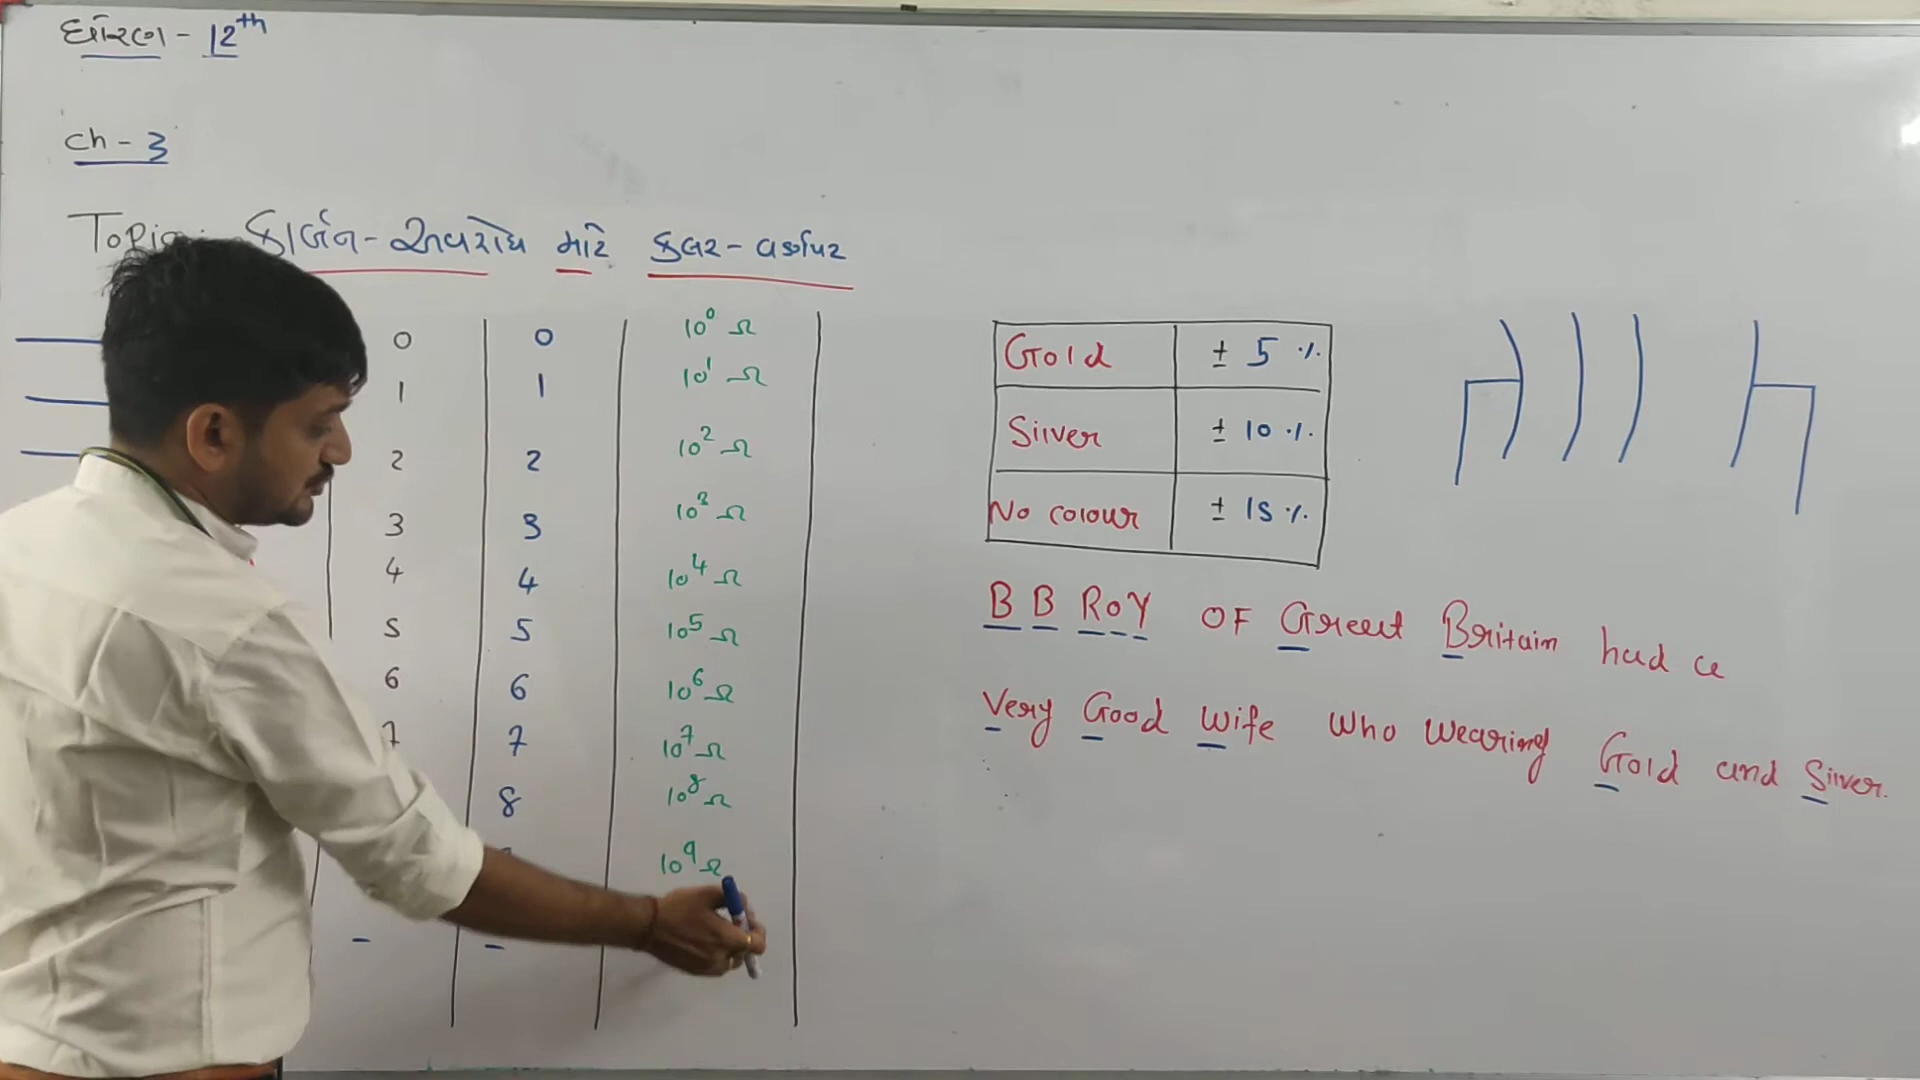 ધોરણ - 12th
Ch - 3
Topic : કાર્બન - અવરોધ માટે કલર - વર્ણપટ
0 0 10⁰ Ω
1 1 10¹ Ω
2 2 10² Ω
3 3 10³ Ω
4 4 10⁴ Ω
5 5 10⁵ Ω
6 6 10⁶ Ω
7 7 10⁷ Ω
8 10⁸ Ω
10⁹ Ω
- -
Gold ± 5 %
Silver ± 10 %
No colour ± 15 %
B B RoY OF Great Britain had a
Very Good Wife Who Wearing Gold and Silver.